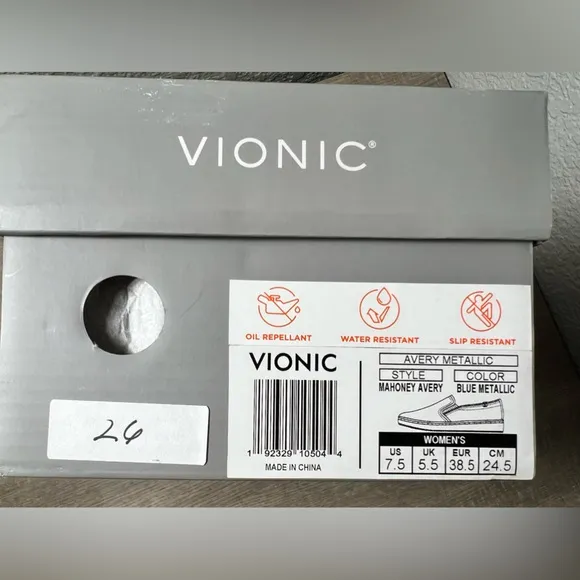 VIONIC®
OIL REPELLANT
WATER RESISTANT
SLIP RESISTANT
VIONIC
1 92329 10504 4
MADE IN CHINA
AVERY METALLIC
STYLE COLOR
MAHONEY AVERY BLUE METALLIC
WOMEN'S
US UK EUR CM
7.5 5.5 38.5 24.5
26